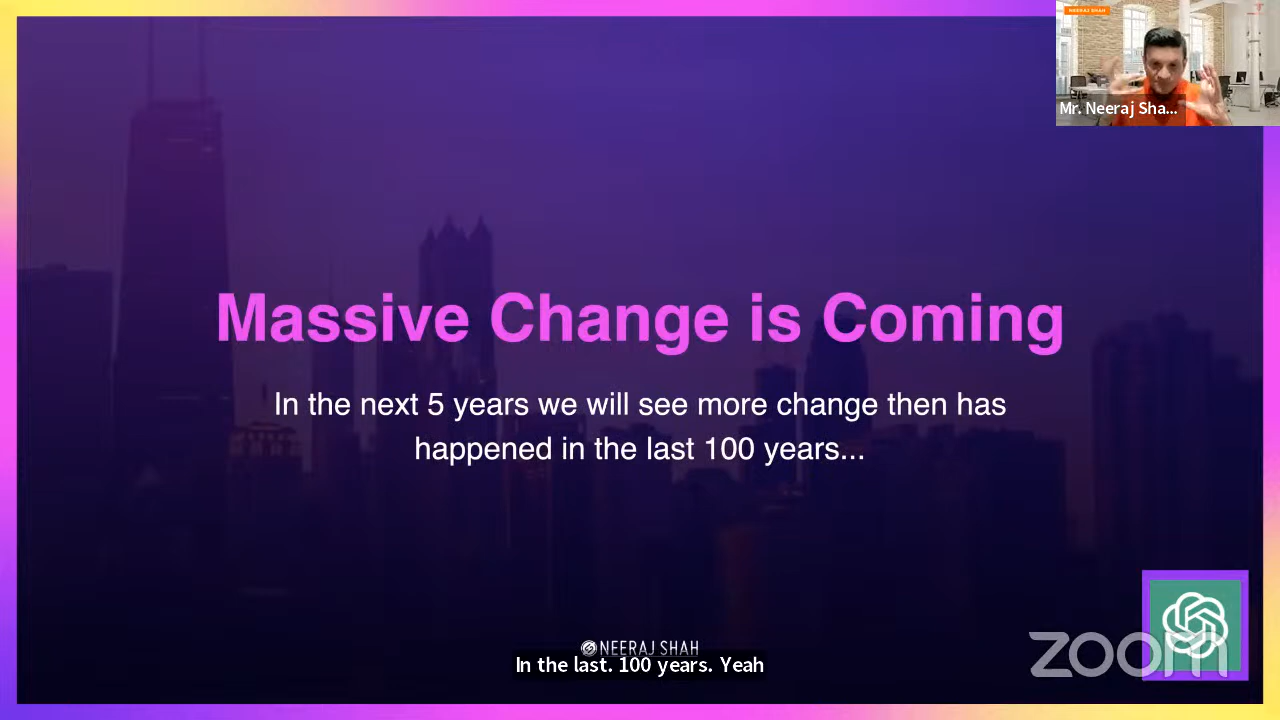 NEERAJ SHAH
Mr. Neeraj Sha...
Massive Change is Coming
In the next 5 years we will see more change then has
happened in the last 100 years...
NEERAJ SHAH
In the last. 100 years. Yeah
zoom